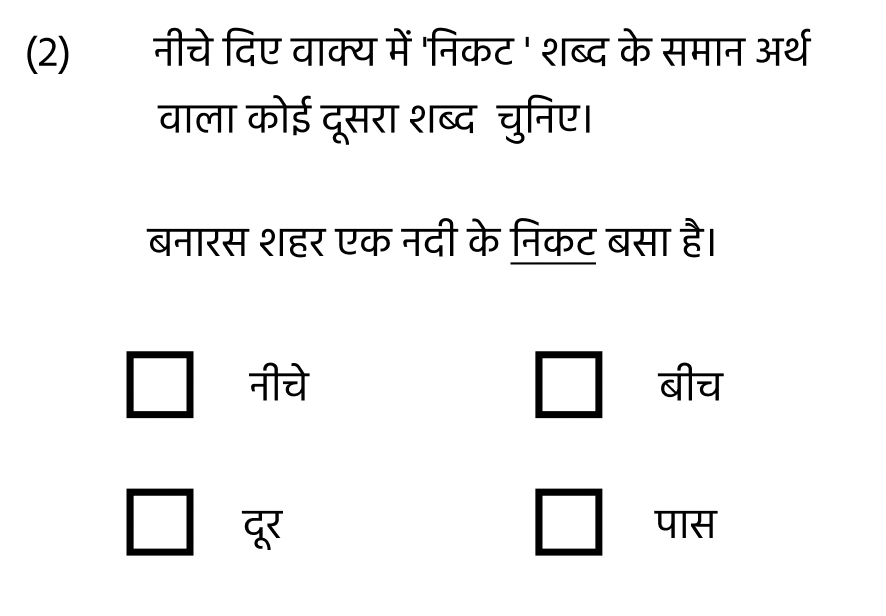 (2) नीचे दिए वाक्य में 'निकट ' शब्द के समान अर्थ
वाला कोई दूसरा शब्द चुनिए।
बनारस शहर एक नदी के निकट बसा है।
नीचे बीच
दूर पास